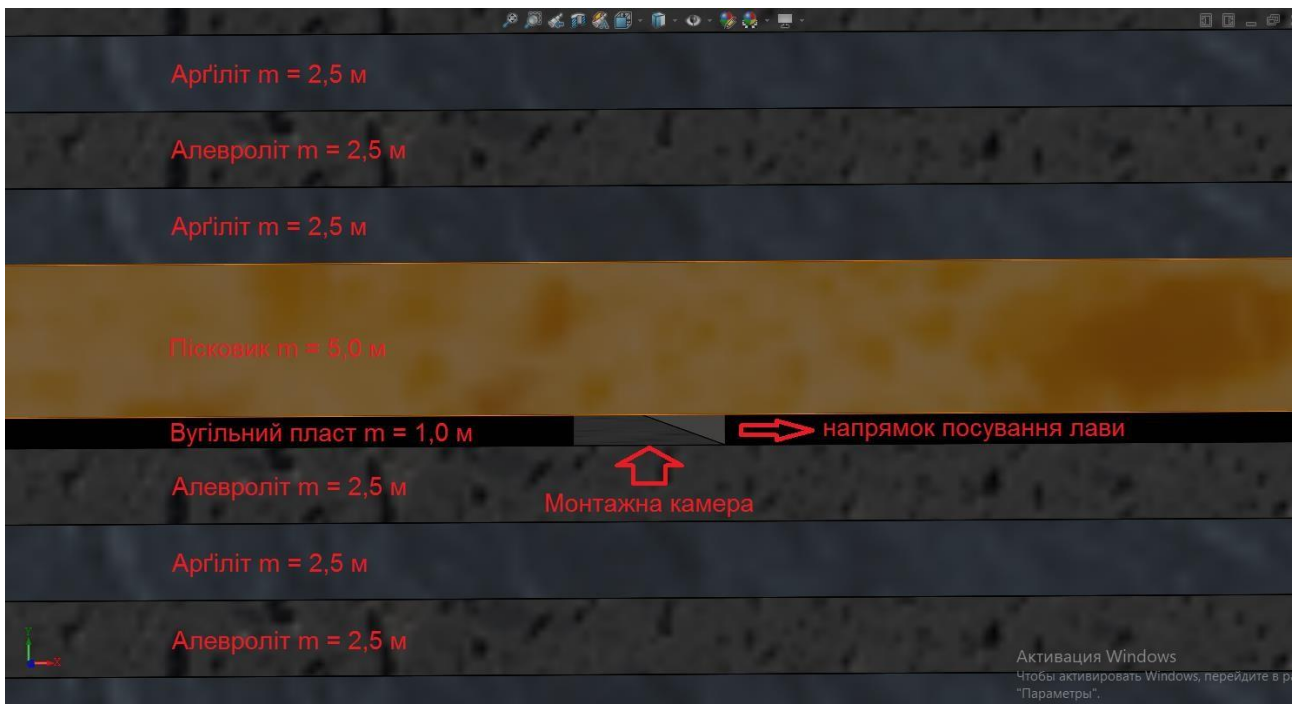 Арґіліт m = 2,5 м
Алевроліт m = 2,5 м
Арґіліт m = 2,5 м
Пісковик m = 5,0 м
Вугільний пласт m = 1,0 м
напрямок посування лави
Алевроліт m = 2,5 м
Монтажна камера
Арґіліт m = 2,5 м
Алевроліт m = 2,5 м
Y
X
Активация Windows
Чтобы активировать Windows, перейдите в
"Параметры".